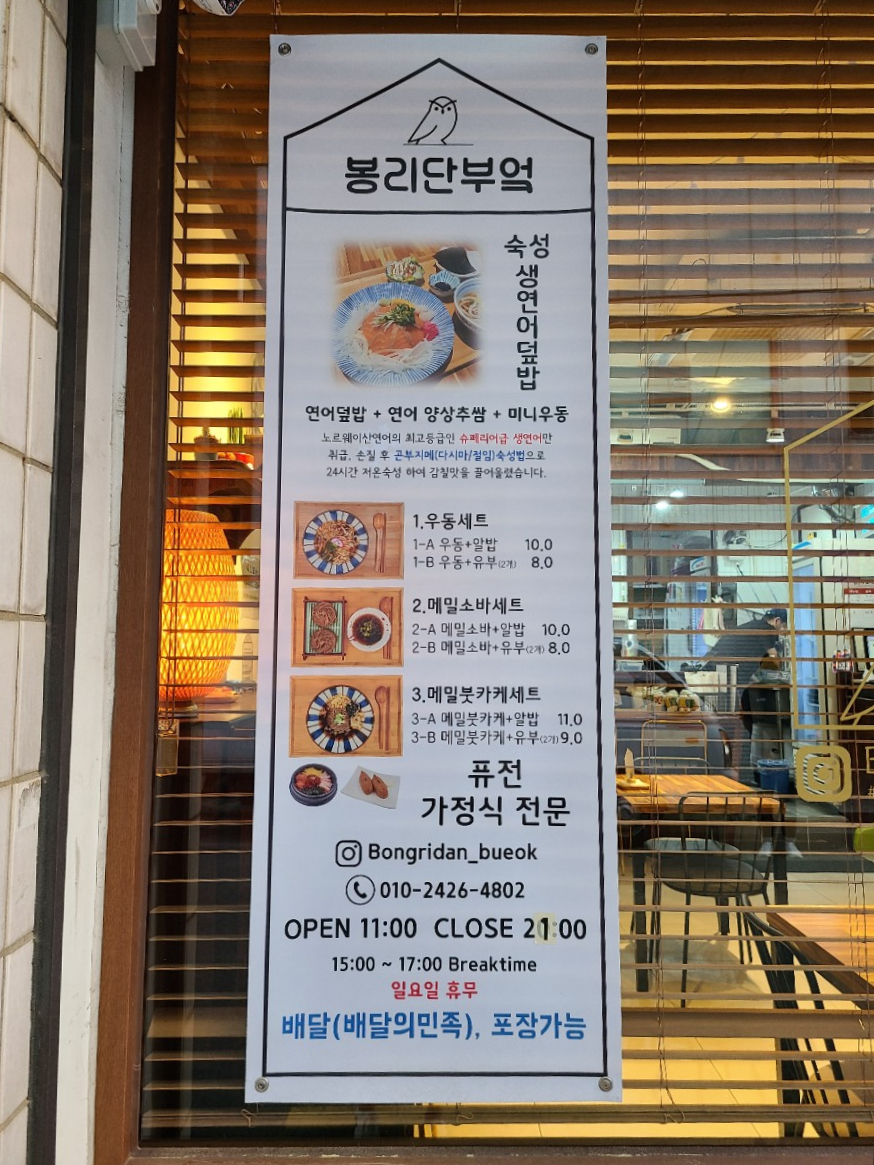 봉리단부엌
숙성
생연어덮밥
연어덮밥 + 연어 양상추쌈 + 미니우동
노르웨이산연어의 최고등급인 슈페리어급 생연어만
취급, 손질 후 곤부지메(다시마/절임)숙성법으로
24시간 저온숙성 하여 감칠맛을 끌어올렸습니다.
1.우동세트
1-A 우동+알밥 10.0
1-B 우동+유부(2개) 8.0
2.메밀소바세트
2-A 메밀소바+알밥 10.0
2-B 메밀소바+유부(2개) 8.0
3.메밀붓카케세트
3-A 메밀붓카케+알밥 11.0
3-B 메밀붓카케+유부(2개) 9.0
퓨전
가정식 전문
Bongridan_bueok
010-2426-4802
OPEN 11:00 CLOSE 21:00
15:00 ~ 17:00 Breaktime
일요일 휴무
배달(배달의민족), 포장가능